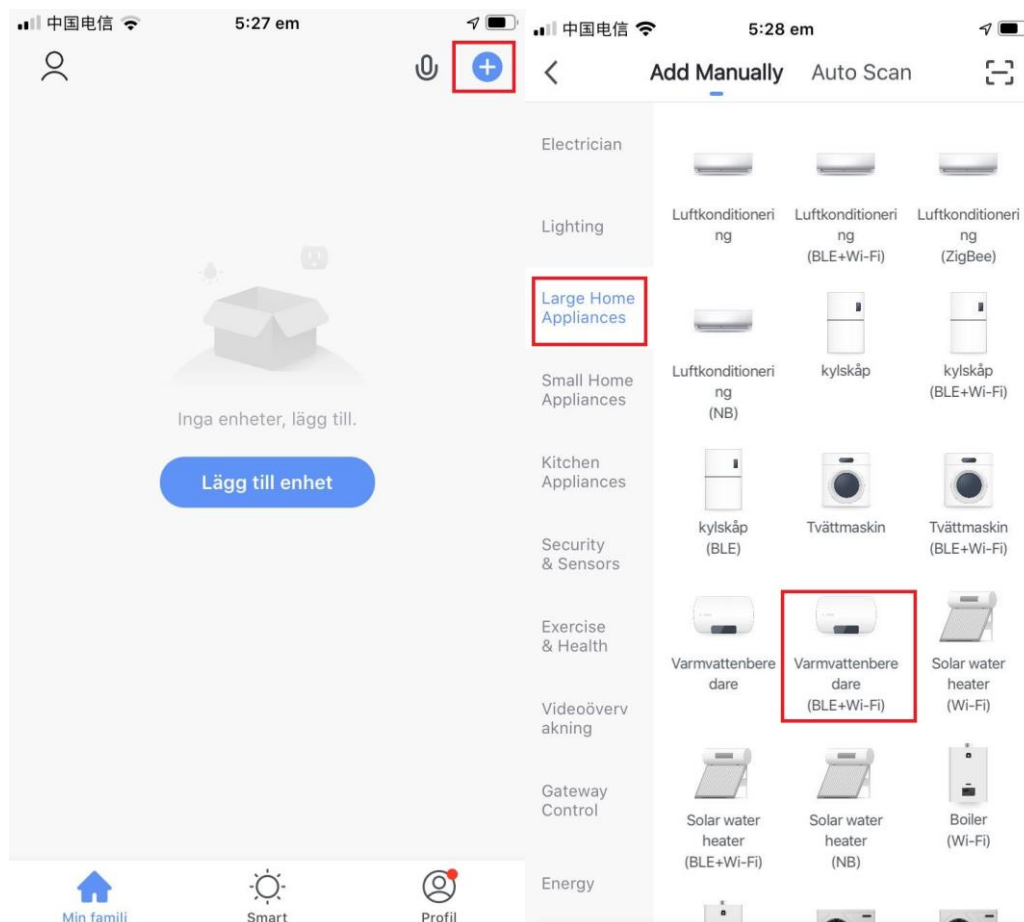 中国电信
5:27 em
Inga enheter, lägg till.
Lägg till enhet
Min familj
Smart
Profil
中国电信
5:28 em
Add Manually
Auto Scan
Electrician
Lighting
Large Home
Appliances
Small Home
Appliances
Kitchen
Appliances
Security
& Sensors
Exercise
& Health
Videoöverv
akning
Gateway
Control
Energy
Luftkonditioneri
ng
Luftkonditioneri
ng
(BLE+Wi-Fi)
Luftkonditioneri
ng
(ZigBee)
Luftkonditioneri
ng
(NB)
kylskåp
kylskåp
(BLE+Wi-Fi)
kylskåp
(BLE)
Tvättmaskin
Tvättmaskin
(BLE+Wi-Fi)
Varmvattenbere
dare
Varmvattenbere
dare
(BLE+Wi-Fi)
Solar water
heater
(Wi-Fi)
Solar water
heater
(BLE+Wi-Fi)
Solar water
heater
(NB)
Boiler
(Wi-Fi)